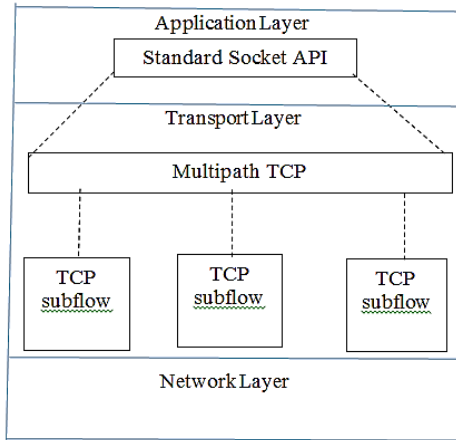 Application Layer
Standard Socket API
Transport Layer
Multipath TCP
TCP
subflow
TCP
subflow
TCP
subflow
Network Layer